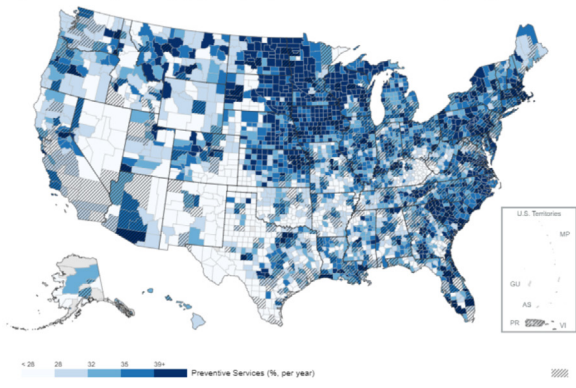 U.S. Territories
MP
GU
AS
PR
VI
< 28 28 32 36 39+
Preventive Services (%, per year)